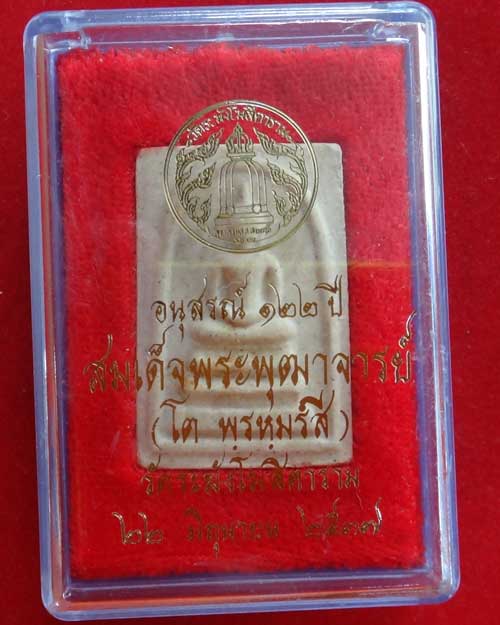 วัดระฆังโฆสิตาราม
อนุสรณ์ ๑๒๒ ปี
สมเด็จพระพุฒาจารย์
(โต พฺรหฺมรํสี)
วัดระฆังโฆสิตาราม
๒๒ มิถุนายน ๒๕๓๗